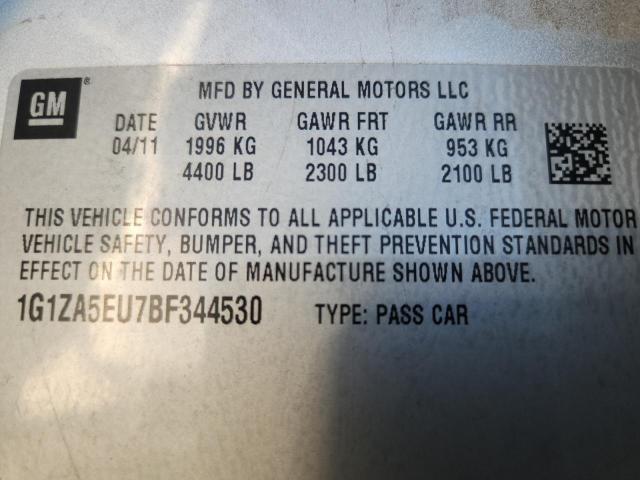 GM ® MFD BY GENERAL MOTORS LLC
DATE GVWR GAWR FRT GAWR RR
04/11 1996 KG 1043 KG 953 KG
4400 LB 2300 LB 2100 LB
THIS VEHICLE CONFORMS TO ALL APPLICABLE U.S. FEDERAL MOTOR
VEHICLE SAFETY, BUMPER, AND THEFT PREVENTION STANDARDS IN
EFFECT ON THE DATE OF MANUFACTURE SHOWN ABOVE.
1G1ZA5EU7BF344530 TYPE: PASS CAR